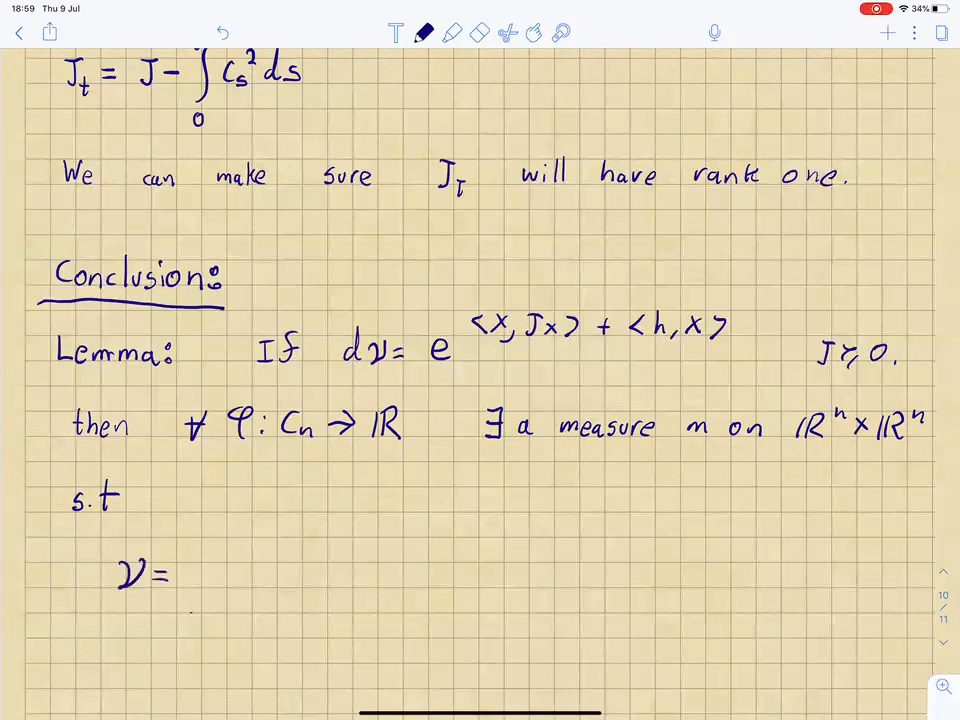 18:59 Thu 9 Jul
34%
J_t = J - ∫_0 C_s^2 ds
We can make sure J_T will have rank one.
Conclusion:
Lemma: If dν = e^{<x, Jx> + <h, x>} J ≽ 0.
then ∀ φ: C_n → ℝ ∃ a measure m on ℝ^n × ℝ^n
s.t
ν =
10
/
11